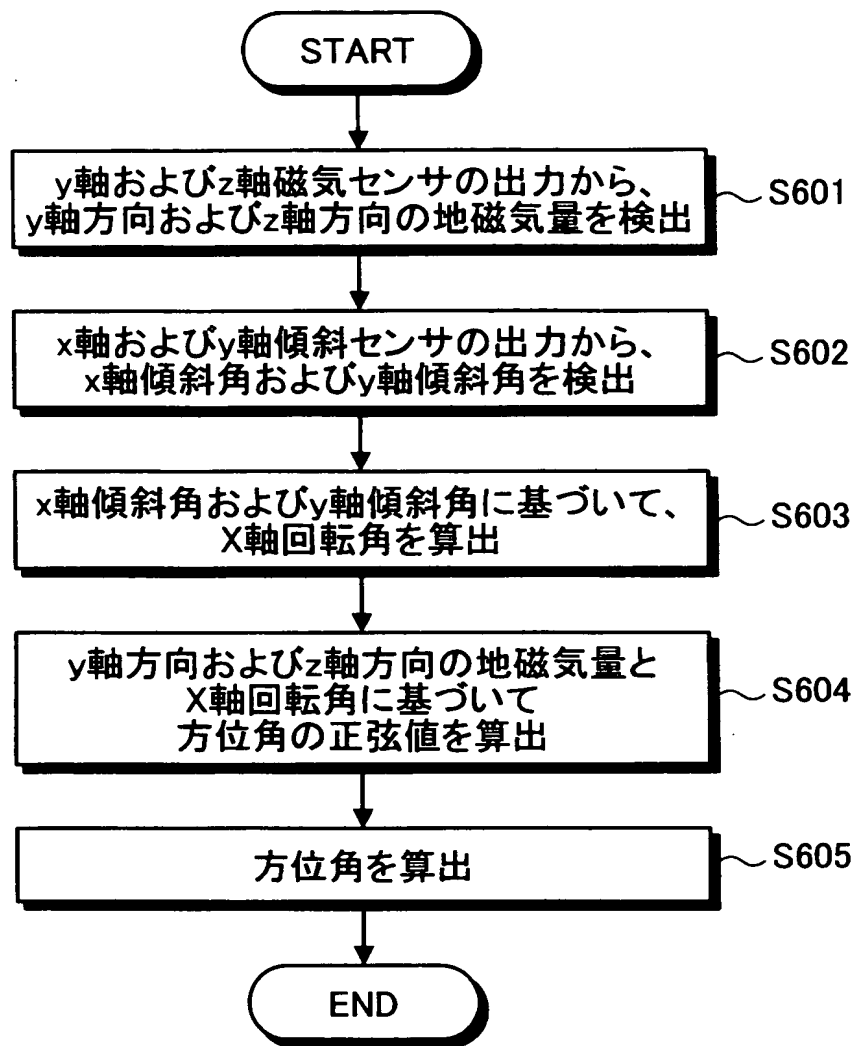 START
y軸およびz軸磁気センサの出力から、
y軸方向およびz軸方向の地磁気量を検出
S601
x軸およびy軸傾斜センサの出力から、
x軸傾斜角およびy軸傾斜角を検出
S602
x軸傾斜角およびy軸傾斜角に基づいて、
X軸回転角を算出
S603
y軸方向およびz軸方向の地磁気量と
X軸回転角に基づいて
方位角の正弦値を算出
S604
方位角を算出
S605
END